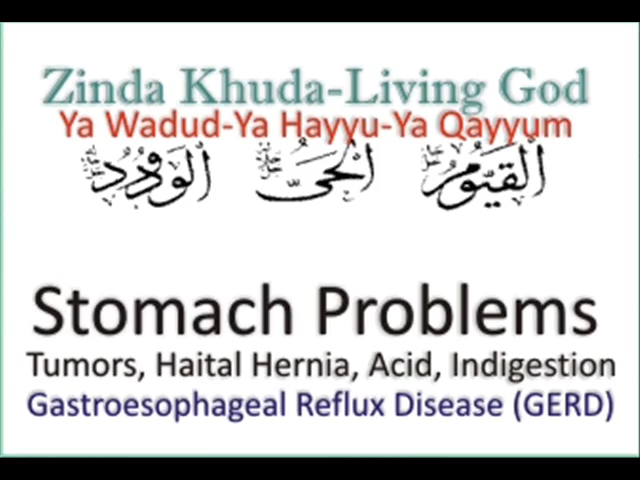 Zinda Khuda-Living God
Ya Wadud-Ya Hayyu-Ya Qayyum
القيوم الحي الودود
Stomach Problems
Tumors, Haital Hernia, Acid, Indigestion
Gastroesophageal Reflux Disease (GERD)